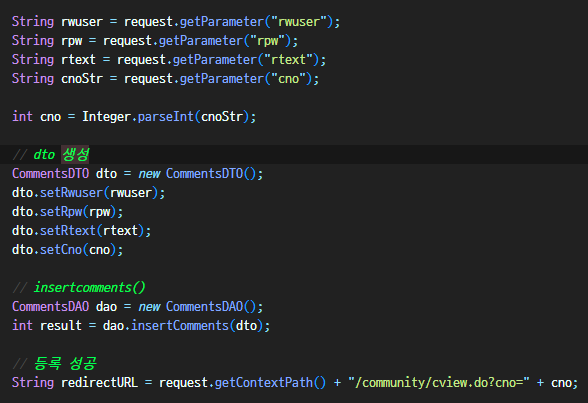 String rwuser = request.getParameter("rwuser");
String rpw = request.getParameter("rpw");
String rtext = request.getParameter("rtext");
String cnoStr = request.getParameter("cno");
int cno = Integer.parseInt(cnoStr);
// dto 생성
CommentsDTO dto = new CommentsDTO();
dto.setRwuser(rwuser);
dto.setRpw(rpw);
dto.setRtext(rtext);
dto.setCno(cno);
// insertcomments()
CommentsDAO dao = new CommentsDAO();
int result = dao.insertComments(dto);
// 등록 성공
String redirectURL = request.getContextPath() + "/community/cview.do?cno=" + cno;